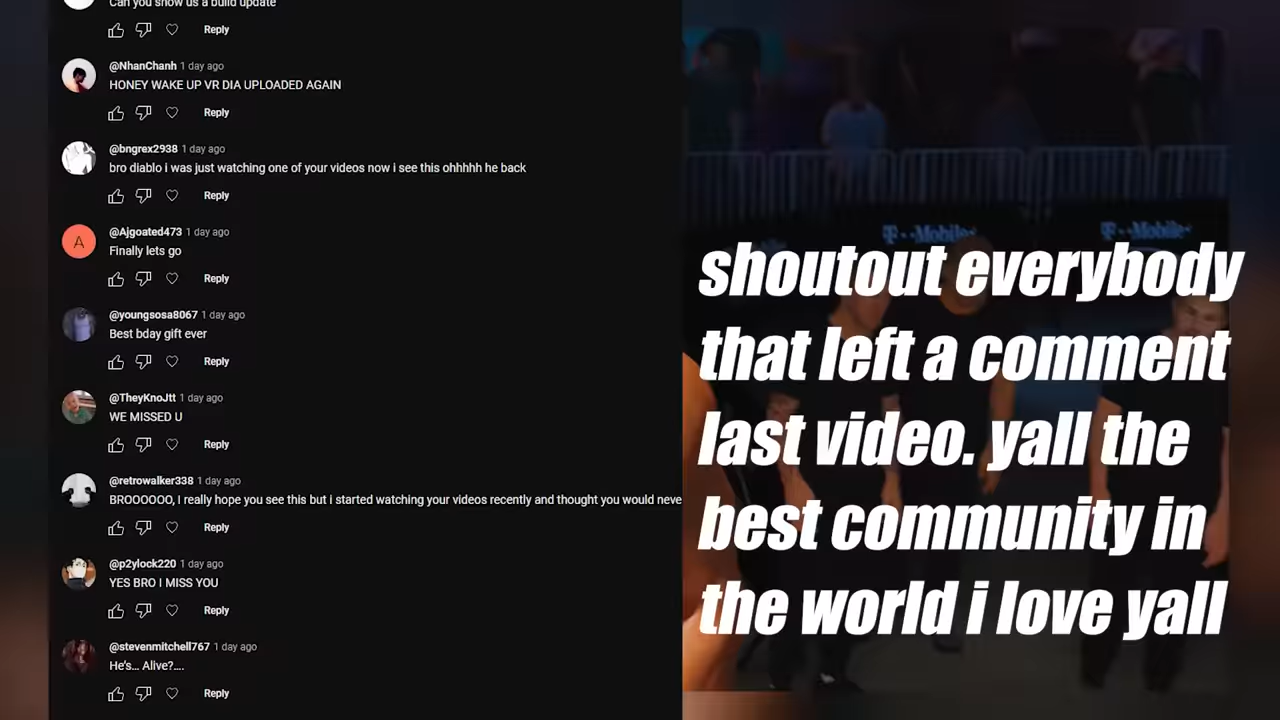 Can you show us a build update
Reply
@NhanChanh 1 day ago
HONEY WAKE UP VR DIA UPLOADED AGAIN
Reply
@bngrex2938 1 day ago
bro diablo i was just watching one of your videos now i see this ohhhhh he back
Reply
A
@Ajgoated473 1 day ago
Finally lets go
Reply
@youngsosa8067 1 day ago
Best bday gift ever
Reply
@TheyKnoJtt 1 day ago
WE MISSED U
Reply
@retrowalker338 1 day ago
BROOOOOO, I really hope you see this but i started watching your videos recently and thought you would neve
Reply
@p2ylock220 1 day ago
YES BRO I MISS YOU
Reply
@stevenmitchell767 1 day ago
He's... Alive?....
Reply
T-Mobile
T-Mobile
shoutout everybody
that left a comment
last video. yall the
best community in
the world i love yall